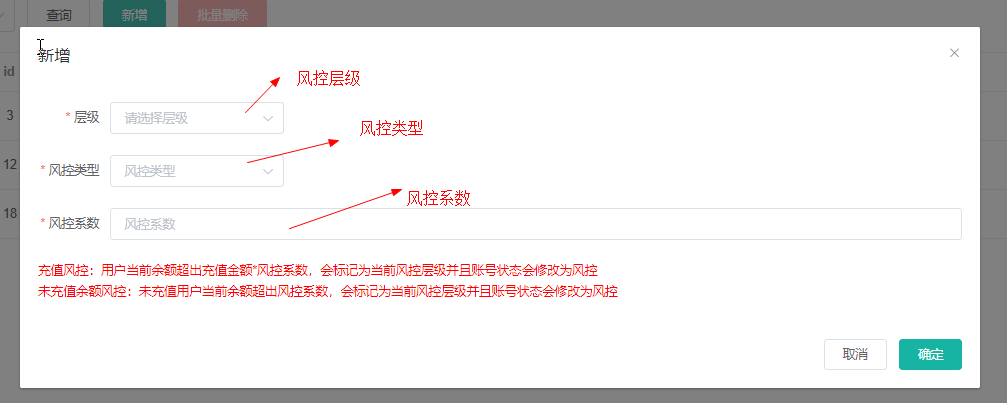 查询 新增 批量删除
新增
id
风控层级
* 层级 请选择层级
3
风控类型
12 * 风控类型 风控类型
风控系数
18 * 风控系数 风控系数
充值风控：用户当前余额超出充值金额*风控系数，会标记为当前风控层级并且账号状态会修改为风控
未充值余额风控：未充值用户当前余额超出风控系数，会标记为当前风控层级并且账号状态会修改为风控
取消 确定